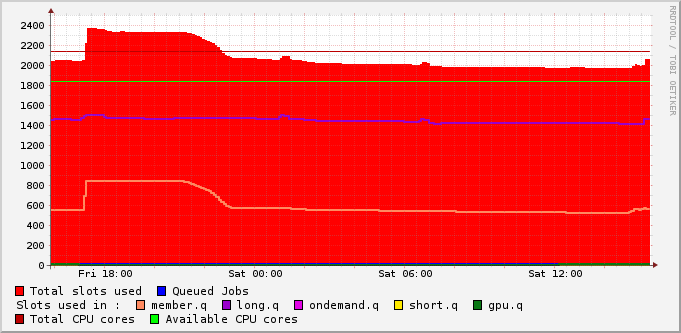 RRDTOOL / TOBI OETIKER
2400
2200
2000
1800
1600
1400
1200
1000
800
600
400
200
0
Fri 18:00 Sat 00:00 Sat 06:00 Sat 12:00
Total slots used Queued Jobs
Slots used in : member.q long.q ondemand.q short.q gpu.q
Total CPU cores Available CPU cores